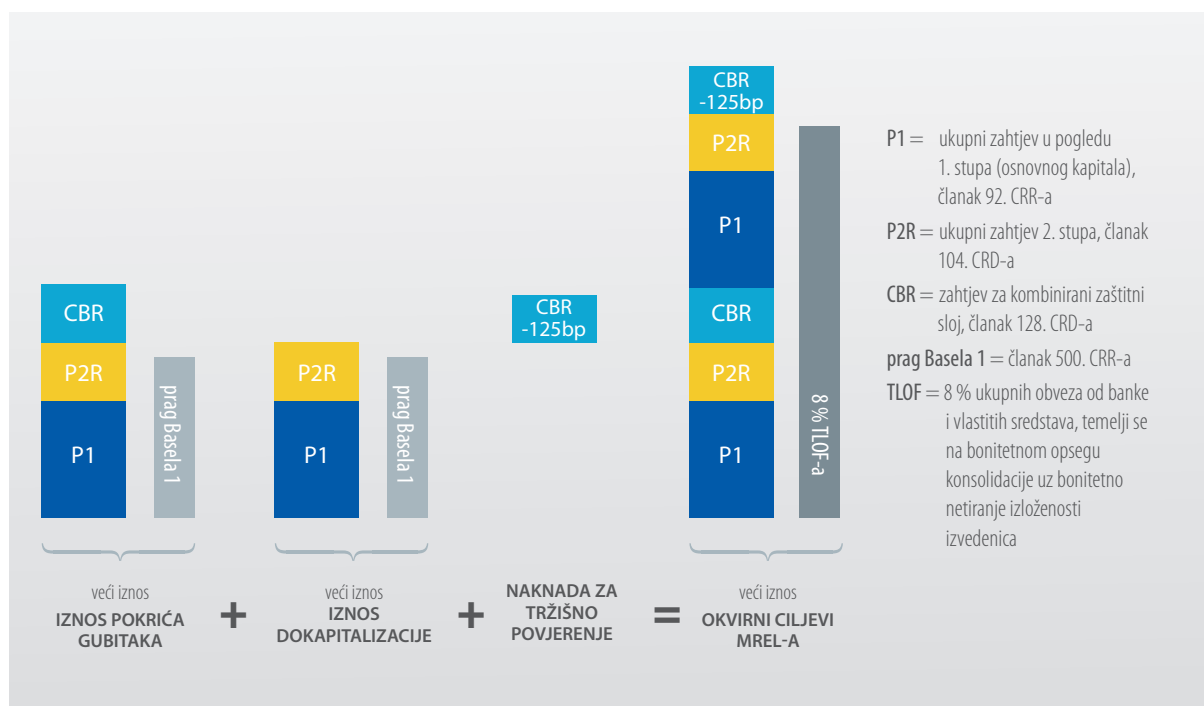 CBR
P2R
P1
prag Basela 1
veći iznos
IZNOS POKRIĆA
GUBITAKA
+
P2R
P1
prag Basela 1
veći iznos
IZNOS
DOKAPITALIZACIJE
+
CBR
-125bp
NAKNADA ZA
TRŽIŠNO
POVJERENJE
=
CBR
-125bp
P2R
P1
CBR
P2R
P1
8 % TLOF-a
veći iznos
OKVIRNI CILJEVI
MREL-A
P1 = ukupni zahtjev u pogledu
1. stupa (osnovnog kapitala),
članak 92. CRR-a
P2R = ukupni zahtjev 2. stupa, članak
104. CRD-a
CBR = zahtjev za kombinirani zaštitni
sloj, članak 128. CRD-a
prag Basela 1 = članak 500. CRR-a
TLOF = 8 % ukupnih obveza od banke
i vlastitih sredstava, temelji se
na bonitetnom opsegu
konsolidacije uz bonitetno
netiranje izloženosti
izvedenica